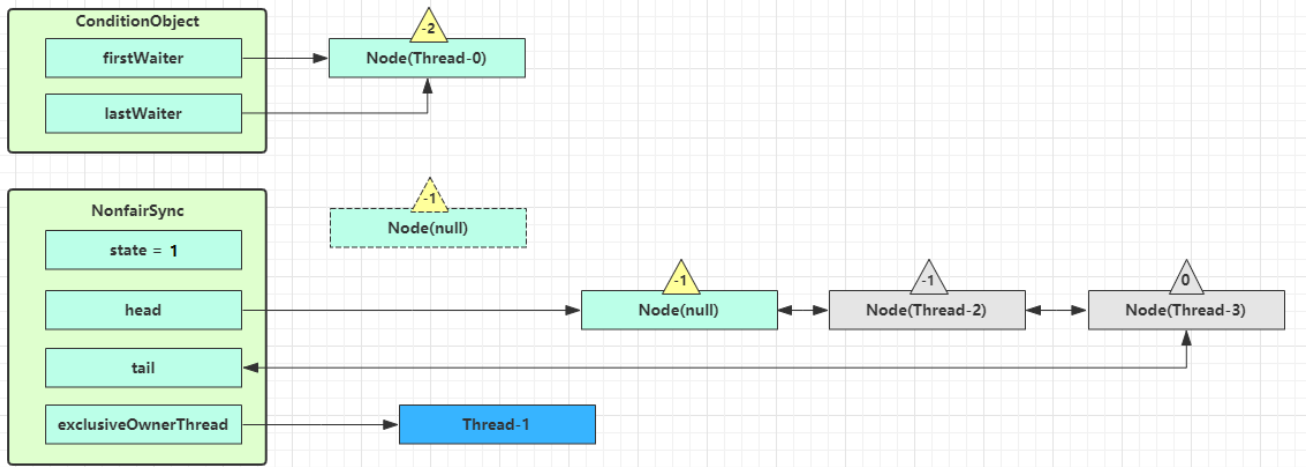 ConditionObject
firstWaiter
-2
Node(Thread-0)
lastWaiter
NonfairSync
-1
Node(null)
state = 1
head
-1
Node(null)
-1
Node(Thread-2)
0
Node(Thread-3)
tail
exclusiveOwnerThread
Thread-1